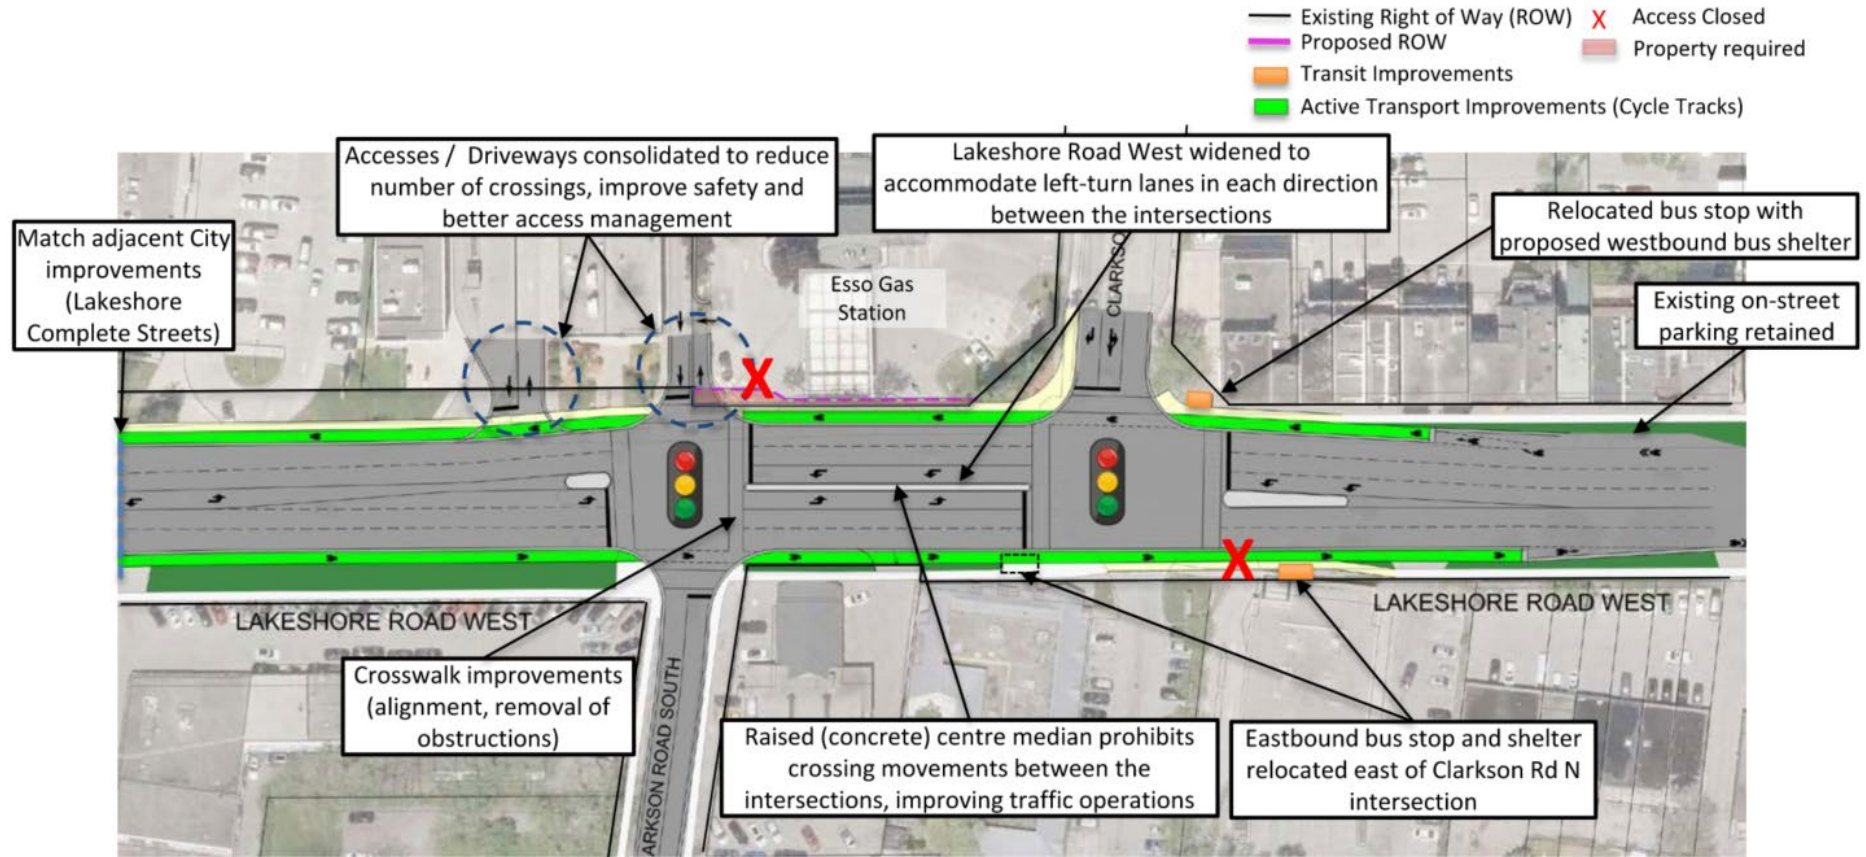 Existing Right of Way (ROW)
X Access Closed
Proposed ROW
Property required
Transit Improvements
Active Transport Improvements (Cycle Tracks)
Accesses / Driveways consolidated to reduce
number of crossings, improve safety and
better access management
Lakeshore Road West widened to
accommodate left-turn lanes in each direction
between the intersections
Relocated bus stop with
proposed westbound bus shelter
Match adjacent City
improvements
(Lakeshore
Complete Streets)
Existing on-street
parking retained
Esso Gas
Station
CLARKSO
X
X
LAKESHORE ROAD WEST
LAKESHORE ROAD WEST
ARKSON ROAD SOUTH
Crosswalk improvements
(alignment, removal of
obstructions)
Raised (concrete) centre median prohibits
crossing movements between the
intersections, improving traffic operations
Eastbound bus stop and shelter
relocated east of Clarkson Rd N
intersection